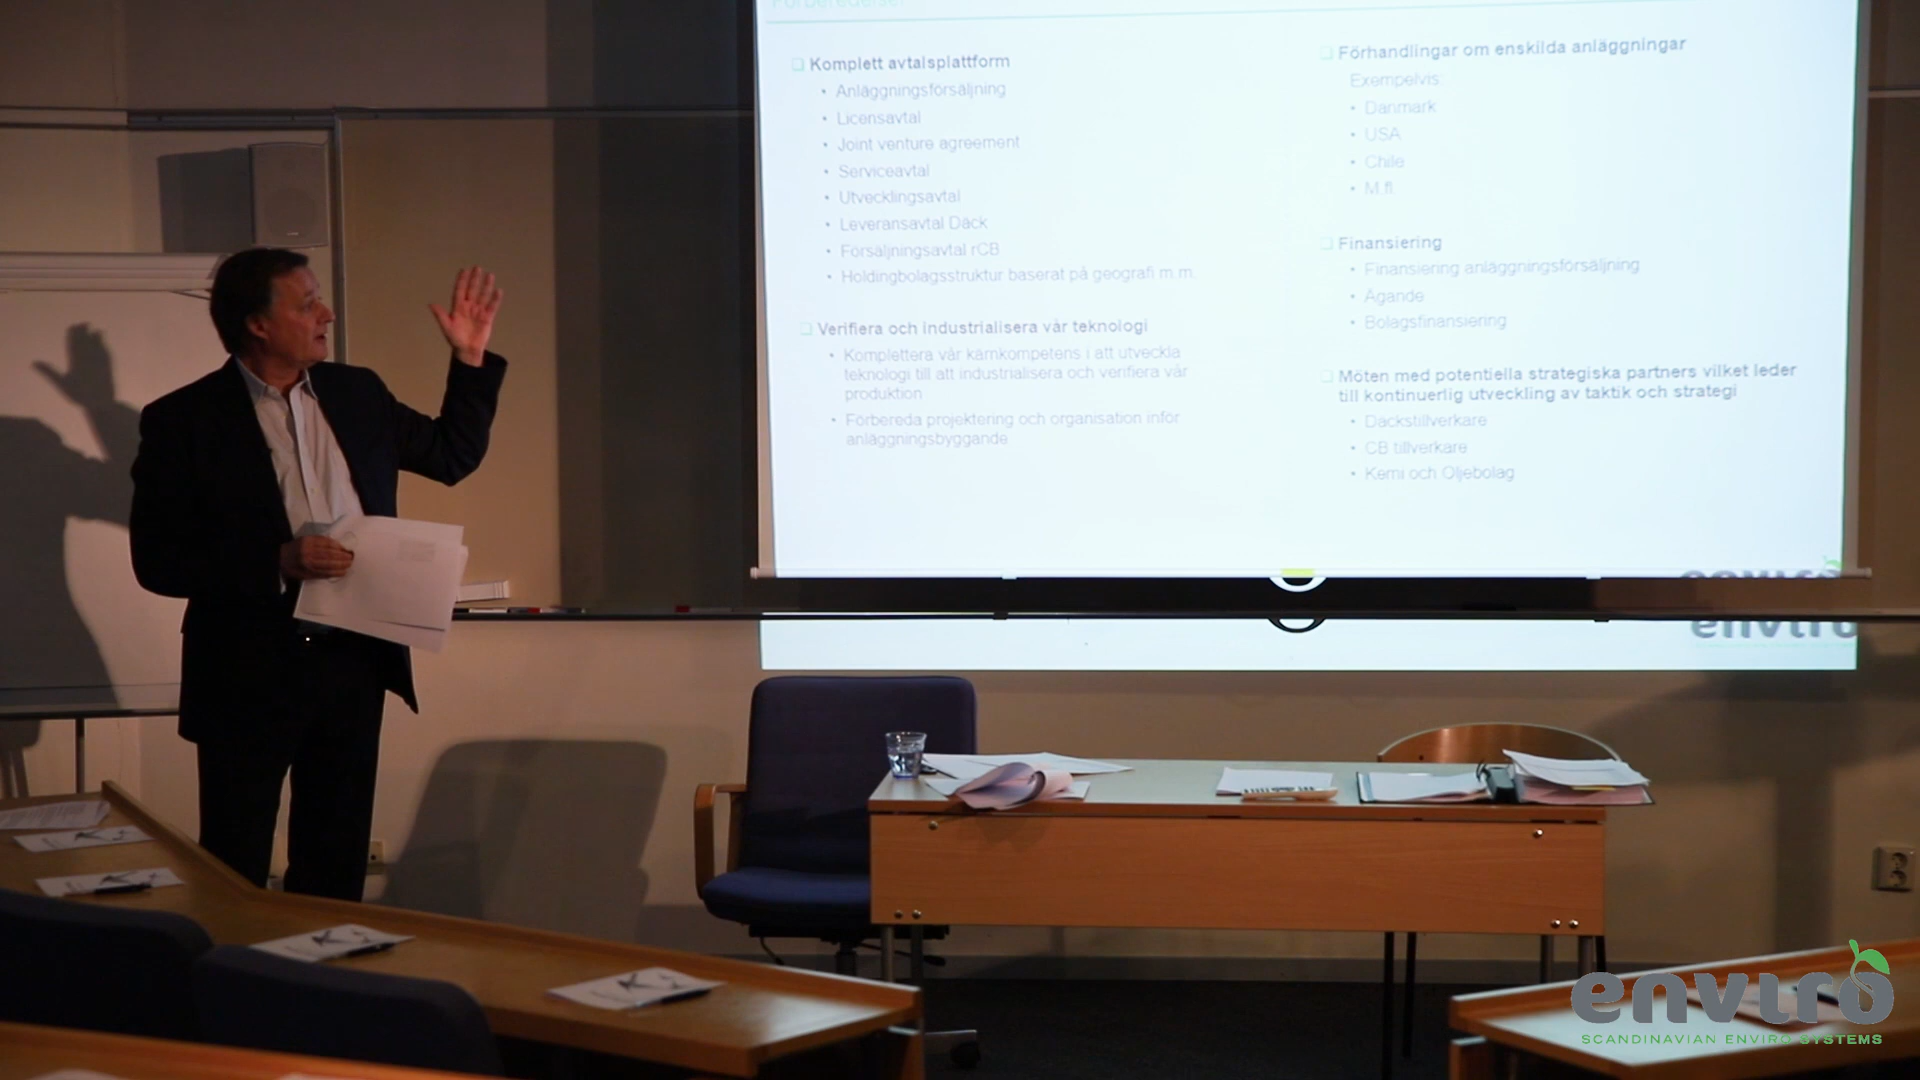 Förberedelser
Komplett avtalsplattform
• Anläggningsförsäljning
• Licensavtal
• Joint venture agreement
• Serviceavtal
• Utvecklingsavtal
• Leveransavtal Däck
• Försäljningsavtal rCB
• Holdingbolagsstruktur baserat på geografi m.m.
Verifiera och industrialisera vår teknologi
• Komplettera vår kärnkompetens i att utveckla
teknologi till att industrialisera och verifiera vår
produktion
• Förbereda projektering och organisation inför
anläggningsbyggande
Förhandlingar om enskilda anläggningar
Exempelvis:
• Danmark
• USA
• Chile
• M.fl.
Finansiering
• Finansiering anläggningsförsäljning
• Ägande
• Bolagsfinansiering
Möten med potentiella strategiska partners vilket leder
till kontinuerlig utveckling av taktik och strategi
• Däckstillverkare
• CB tillverkare
• Kemi och Oljebolag
enviro
enviro
enviro
SCANDINAVIAN ENVIRO SYSTEMS